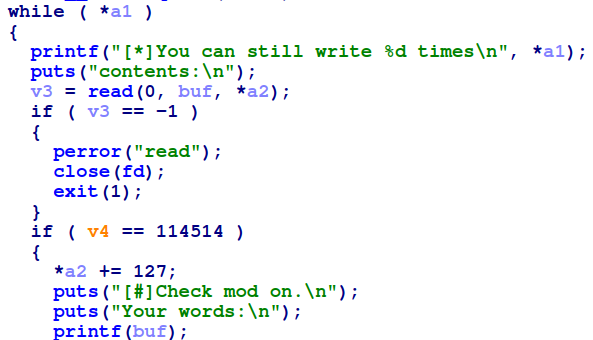 while ( *a1 )
{
printf("[*]You can still write %d times\n", *a1);
puts("contents:\n");
v3 = read(0, buf, *a2);
if ( v3 == -1 )
{
perror("read");
close(fd);
exit(1);
}
if ( v4 == 114514 )
{
*a2 += 127;
puts("[#]Check mod on.\n");
puts("Your words:\n");
printf(buf);